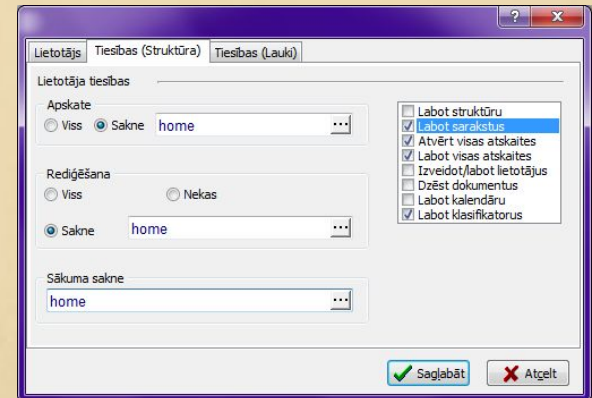 Lietotājs Tiesības (Struktūra) Tiesības (Lauki)
Lietotāja tiesības
Apskate
Viss Sakne home ...
Rediģēšana
Viss Nekas
Sakne home ...
Sākuma sakne
home ...
Labot struktūru
Labot sarakstus
Atvērt visas atskaites
Labot visas atskaites
Izveidot/labot lietotājus
Dzēst dokumentus
Labot kalendāru
Labot klasifikatorus
Saglabāt Atcelt